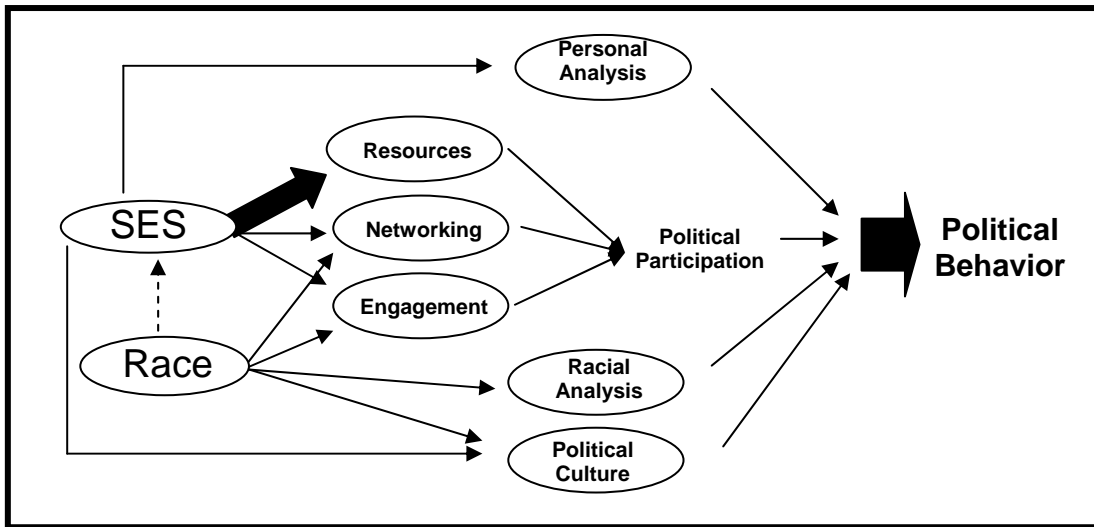 Personal
Analysis
Resources
SES
Networking
Political
Participation
Political
Behavior
Engagement
Race
Racial
Analysis
Political
Culture